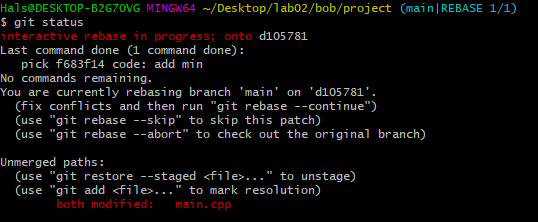 Hals@DESKTOP-B2G7OVG MINGW64 ~/Desktop/lab02/bob/project (main|REBASE 1/1)
$ git status
interactive rebase in progress; onto d105781
Last command done (1 command done):
   pick f683f14 code: add min
No commands remaining.
You are currently rebasing branch 'main' on 'd105781'.
  (fix conflicts and then run "git rebase --continue")
  (use "git rebase --skip" to skip this patch)
  (use "git rebase --abort" to check out the original branch)

Unmerged paths:
  (use "git restore --staged <file>..." to unstage)
  (use "git add <file>..." to mark resolution)
        both modified:   main.cpp